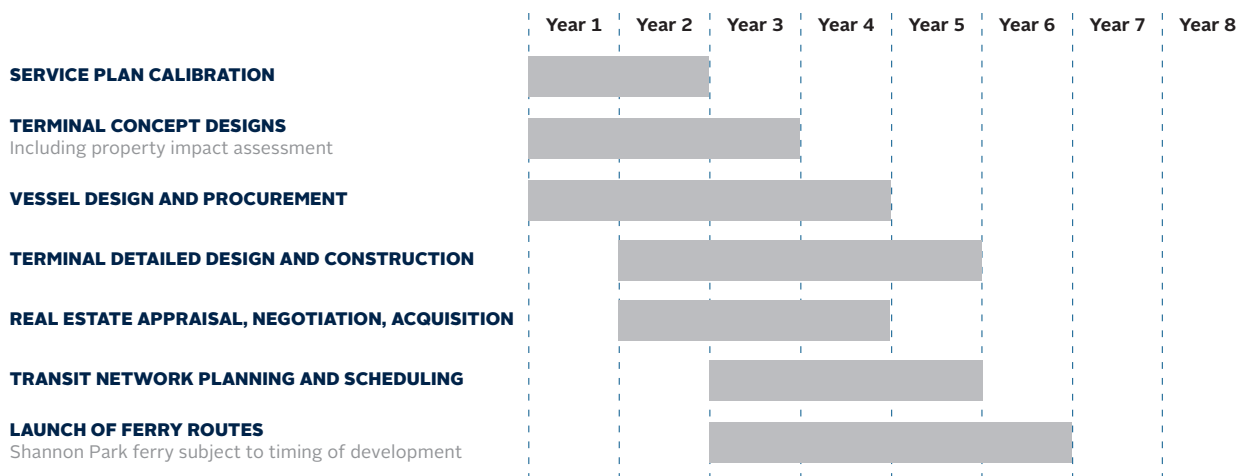 Year 1 Year 2 Year 3 Year 4 Year 5 Year 6 Year 7 Year 8
SERVICE PLAN CALIBRATION
TERMINAL CONCEPT DESIGNS
Including property impact assessment
VESSEL DESIGN AND PROCUREMENT
TERMINAL DETAILED DESIGN AND CONSTRUCTION
REAL ESTATE APPRAISAL, NEGOTIATION, ACQUISITION
TRANSIT NETWORK PLANNING AND SCHEDULING
LAUNCH OF FERRY ROUTES
Shannon Park ferry subject to timing of development